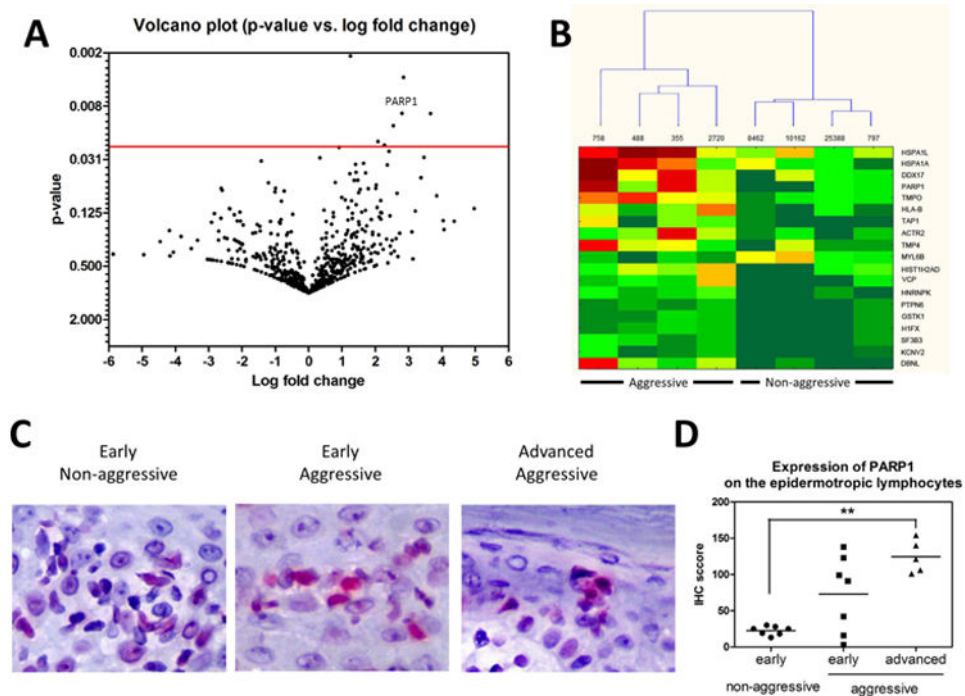 A
Volcano plot (p-value vs. log fold change)
0.002
0.008
0.031
0.125
0.500
2.000
p-value
PARP1
-6 -5 -4 -3 -2 -1 0 1 2 3 4 5 6
Log fold change
B
758 488 355 2720 8462 10162 25388 797
HSPA1L
HSPA1A
DDX17
PARP1
TMPO
HLA-B
TAP1
ACTR2
TMP4
MYL6B
HIST1H2AD
VCP
HNRNPK
PTPN6
GSTK1
H1FX
SF3B3
KCNV2
DBNL
Aggressive Non-aggressive
C
Early
Non-aggressive
Early
Aggressive
Advanced
Aggressive
D
Expression of PARP1
on the epidermotropic lymphocytes
**
200
150
100
50
0
IHC sccore
early early advanced
non-aggressive aggressive